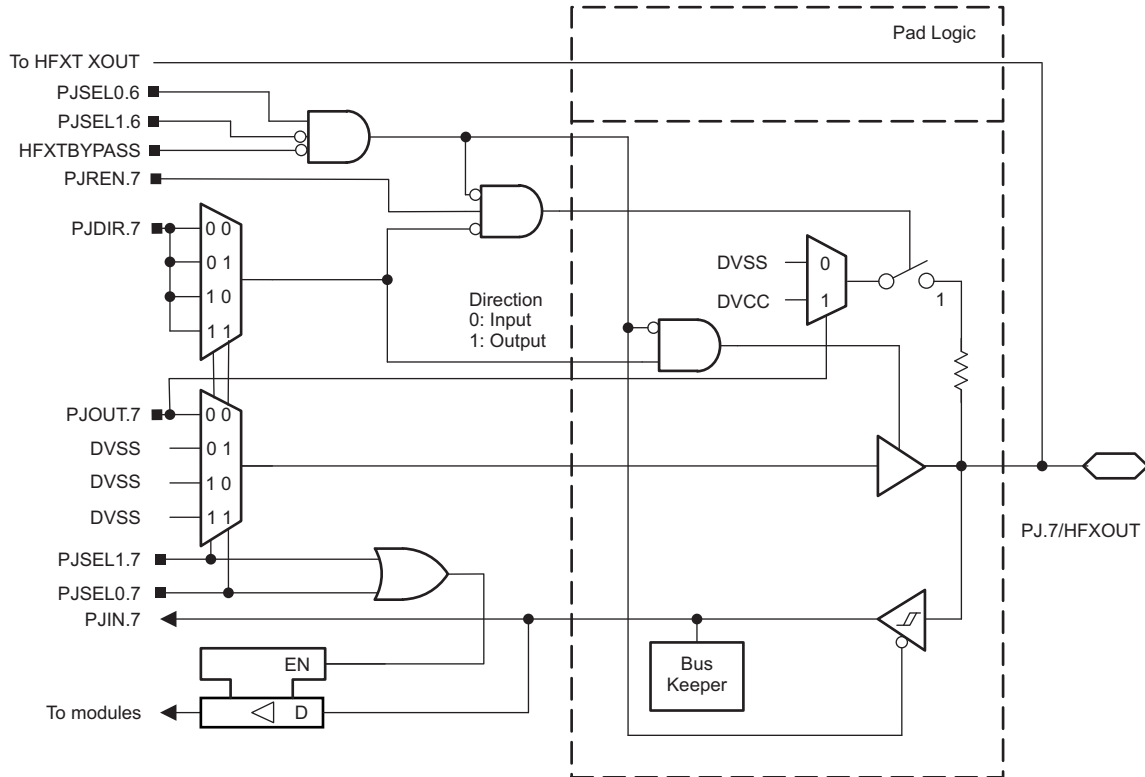 Pad Logic
To HFXT XOUT
PJSEL0.6
PJSEL1.6
HFXTBYPASS
PJREN.7
PJDIR.7
0 0
0 1
1 0
1 1
DVSS
0
DVCC
1
1
Direction
0: Input
1: Output
PJOUT.7
0 0
DVSS
0 1
DVSS
1 0
DVSS
1 1
PJ.7/HFXOUT
PJSEL1.7
PJSEL0.7
PJIN.7
EN
Bus
Keeper
To modules
D